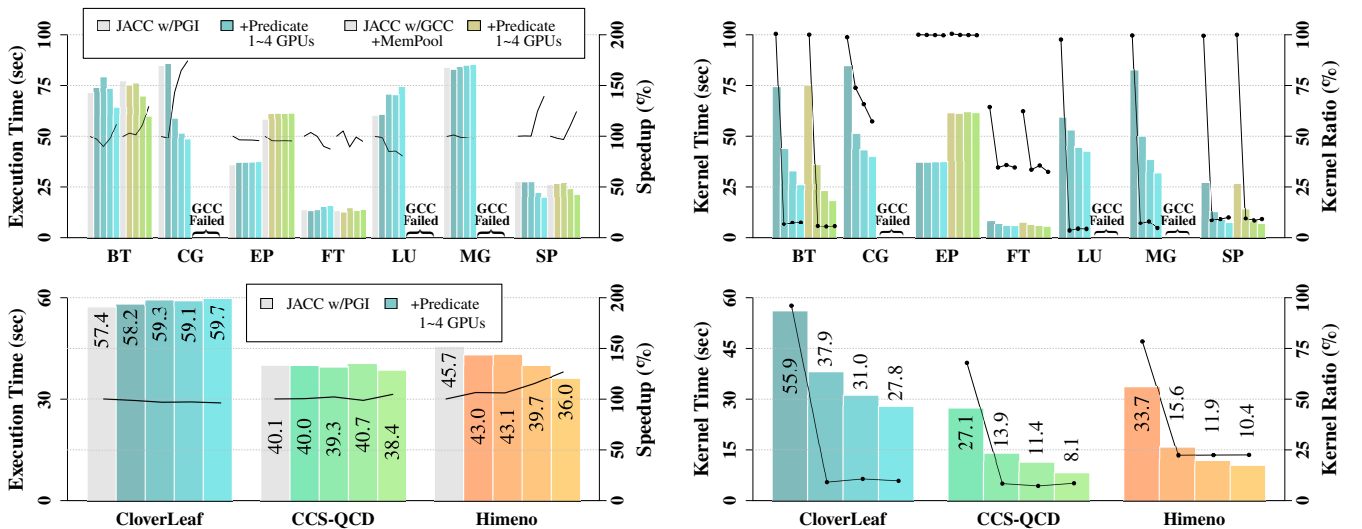 JACC w/PGI
+Predicate
1~4 GPUs
JACC w/GCC
+MemPool
+Predicate
1~4 GPUs
Execution Time (sec)
100
75
50
25
0
200
150
100
50
0
Speedup (%)
GCC
Failed
GCC
Failed
GCC
Failed
BT CG EP FT LU MG SP
Kernel Time (sec)
100
75
50
25
0
100
75
50
25
0
Kernel Ratio (%)
GCC
Failed
GCC
Failed
GCC
Failed
BT CG EP FT LU MG SP
JACC w/PGI
+Predicate
1~4 GPUs
Execution Time (sec)
60
45
30
15
0
200
150
100
50
0
Speedup (%)
57.4 58.2 59.3 59.1 59.7
40.1 40.0 39.3 40.7 38.4
45.7 43.0 43.1 39.7 36.0
CloverLeaf CCS-QCD Himeno
Kernel Time (sec)
60
45
30
15
0
100
75
50
25
0
Kernel Ratio (%)
55.9 37.9 31.0 27.8
27.1 13.9 11.4 8.1
33.7 15.6 11.9 10.4
CloverLeaf CCS-QCD Himeno